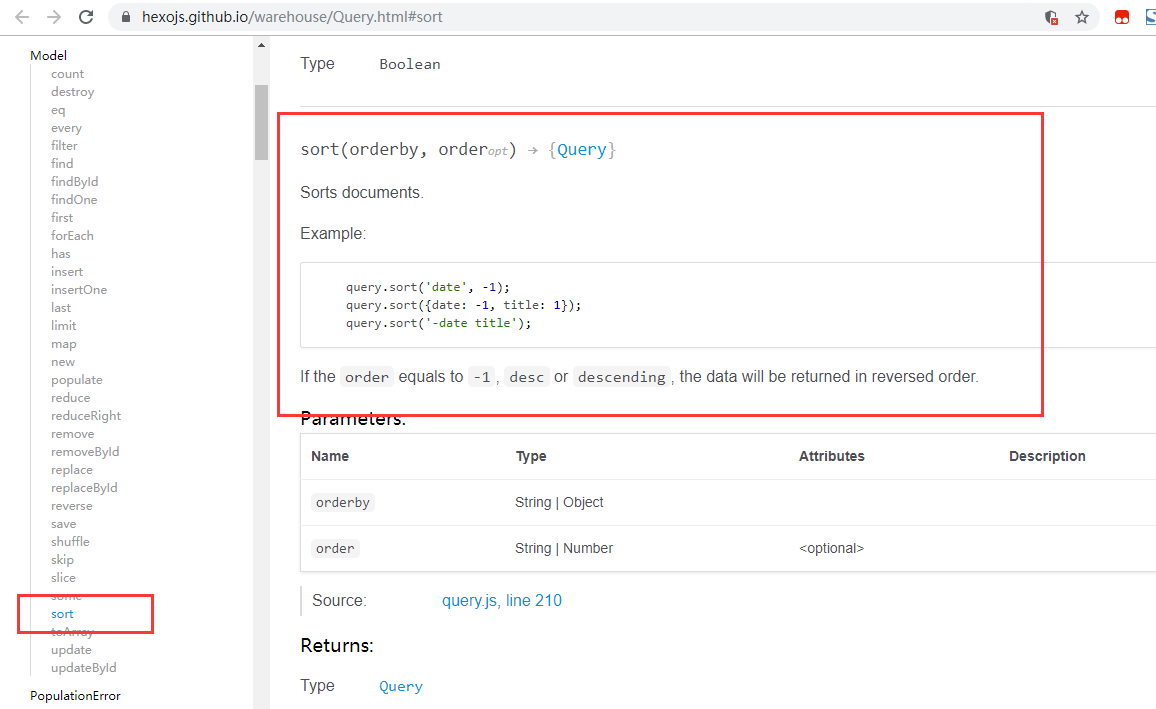 hexojs.github.io/warehouse/Query.html#sort
Model
count
destroy
eq
every
filter
find
findById
findOne
first
forEach
has
insert
insertOne
last
limit
map
new
populate
reduce
reduceRight
remove
removeById
replace
replaceById
reverse
save
shuffle
skip
slice
some
sort
toArray
update
updateById
PopulationError
Type Boolean
sort(orderby, orderopt) → {Query}
Sorts documents.
Example:
query.sort('date', -1);
query.sort({date: -1, title: 1});
query.sort('-date title');
If the order equals to -1, desc or descending, the data will be returned in reversed order.
Parameters:
Name Type Attributes Description
orderby String | Object
order String | Number <optional>
Source: query.js, line 210
Returns:
Type Query